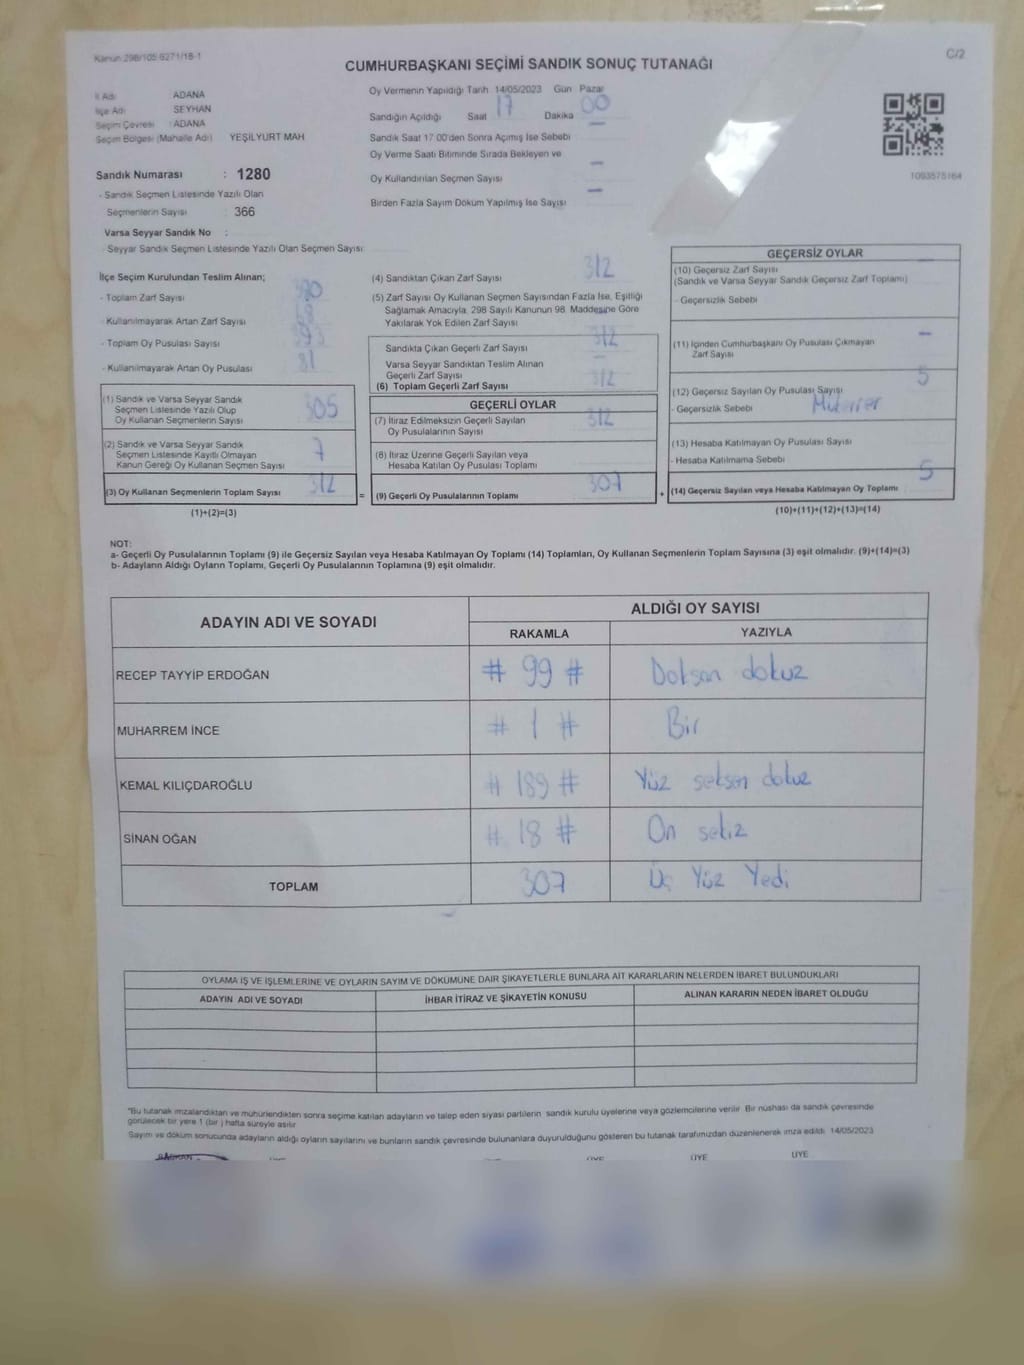 Kanun 298/105-6271/18-1
C/2
CUMHURBAŞKANI SEÇİMİ SANDIK SONUÇ TUTANAĞI
İl Adı : ADANA
İlçe Adı : SEYHAN
Seçim Çevresi : ADANA
Seçim Bölgesi (Mahalle Adı) YEŞİLYURT MAH.
Sandık Numarası : 1280
- Sandık Seçmen Listesinde Yazılı Olan
Seçmenlerin Sayısı : 366
Varsa Seyyar Sandık No :
- Seyyar Sandık Seçmen Listesinde Yazılı Olan Seçmen Sayısı:
Oy Vermenin Yapıldığı Tarih 14/05/2023 Gün Pazar
Sandığın Açıldığı Saat 17 Dakika 00
Sandık Saat 17.00'den Sonra Açımış İse Sebebi —
Oy Verme Saati Bitiminde Sırada Bekleyen ve
Oy Kullandırılan Seçmen Sayısı —
Birden Fazla Sayım Döküm Yapılmış İse Sayısı —
1093575164
İlçe Seçim Kurulundan Teslim Alınan;
- Toplam Zarf Sayısı
- Kullanılmayarak Artan Zarf Sayısı
- Toplam Oy Pusulası Sayısı
- Kullanılmayarak Artan Oy Pusulası 81
(1) Sandık ve Varsa Seyyar Sandık
Seçmen Listesinde Yazılı Olup
Oy Kullanan Seçmenlerin Sayısı 305
(2) Sandık ve Varsa Seyyar Sandık
Seçmen Listesinde Kayıtlı Olmayan
Kanun Gereği Oy Kullanan Seçmen Sayısı 7
(3) Oy Kullanan Seçmenlerin Toplam Sayısı 312
(1)+(2)=(3)
(4) Sandıktan Çıkan Zarf Sayısı 312
(5) Zarf Sayısı Oy Kullanan Seçmen Sayısından Fazla İse, Eşitliği
Sağlamak Amacıyla, 298 Sayılı Kanunun 98. Maddesine Göre
Yakılarak Yok Edilen Zarf Sayısı
Sandıkta Çıkan Geçerli Zarf Sayısı 312
Varsa Seyyar Sandıktan Teslim Alınan
Geçerli Zarf Sayısı —
(6) Toplam Geçerli Zarf Sayısı 312
GEÇERLİ OYLAR
(7) İtiraz Edilmeksizin Geçerli Sayılan
Oy Pusulalarının Sayısı 312
(8) İtiraz Üzerine Geçerli Sayılan veya
Hesaba Katılan Oy Pusulası Toplamı
= (9) Geçerli Oy Pusulalarının Toplamı 307
GEÇERSİZ OYLAR
(10) Geçersiz Zarf Sayısı
(Sandık ve Varsa Seyyar Sandık Geçersiz Zarf Toplamı)
- Geçersizlik Sebebi
(11) İçinden Cumhurbaşkanı Oy Pusulası Çıkmayan
Zarf Sayısı —
(12) Geçersiz Sayılan Oy Pusulası Sayısı 5
- Geçersizlik Sebebi
(13) Hesaba Katılmayan Oy Pusulası Sayısı
- Hesaba Katılmama Sebebi
+ (14) Geçersiz Sayılan veya Hesaba Katılmayan Oy Toplamı 5
(10)+(11)+(12)+(13)=(14)
NOT:
a- Geçerli Oy Pusulalarının Toplamı (9) ile Geçersiz Sayılan veya Hesaba Katılmayan Oy Toplamı (14) Toplamları, Oy Kullanan Seçmenlerin Toplam Sayısına (3) eşit olmalıdır. (9)+(14)=(3)
b- Adayların Aldığı Oyların Toplamı, Geçerli Oy Pusulalarının Toplamına (9) eşit olmalıdır.
ADAYIN ADI VE SOYADI
ALDIĞI OY SAYISI
RAKAMLA YAZIYLA
RECEP TAYYİP ERDOĞAN # 99 # Doksan dokuz
MUHARREM İNCE # 1 # Bir
KEMAL KILIÇDAROĞLU # 189 # Yüz seksen dokuz
SİNAN OĞAN # 18 # On sekiz
TOPLAM 307 Üç Yüz Yedi
OYLAMA İŞ VE İŞLEMLERİNE VE OYLARIN SAYIM VE DÖKÜMÜNE DAİR ŞİKAYETLERLE BUNLARA AİT KARARLARIN NELERDEN İBARET BULUNDUKLARI
ADAYIN ADI VE SOYADI İHBAR İTİRAZ VE ŞİKAYETİN KONUSU ALINAN KARARIN NEDEN İBARET OLDUĞU
"Bu tutanak imzalandıktan ve mühürlendikten sonra seçime katılan adayların ve talep eden siyasi partilerin sandık kurulu üyelerine veya gözlemcilerine verilir. Bir nüshası da sandık çevresinde
görülecek bir yere 1 (bir ) hafta süreyle asılır
Sayım ve döküm sonucunda adayların aldığı oyların sayılarını ve bunların sandık çevresinde bulunanlara duyurulduğunu gösteren bu tutanak tarafımızdan düzenlenerek imza edildi. 14/05/2023
BAŞKAN ÜYE ÜYE ÜYE ÜYE